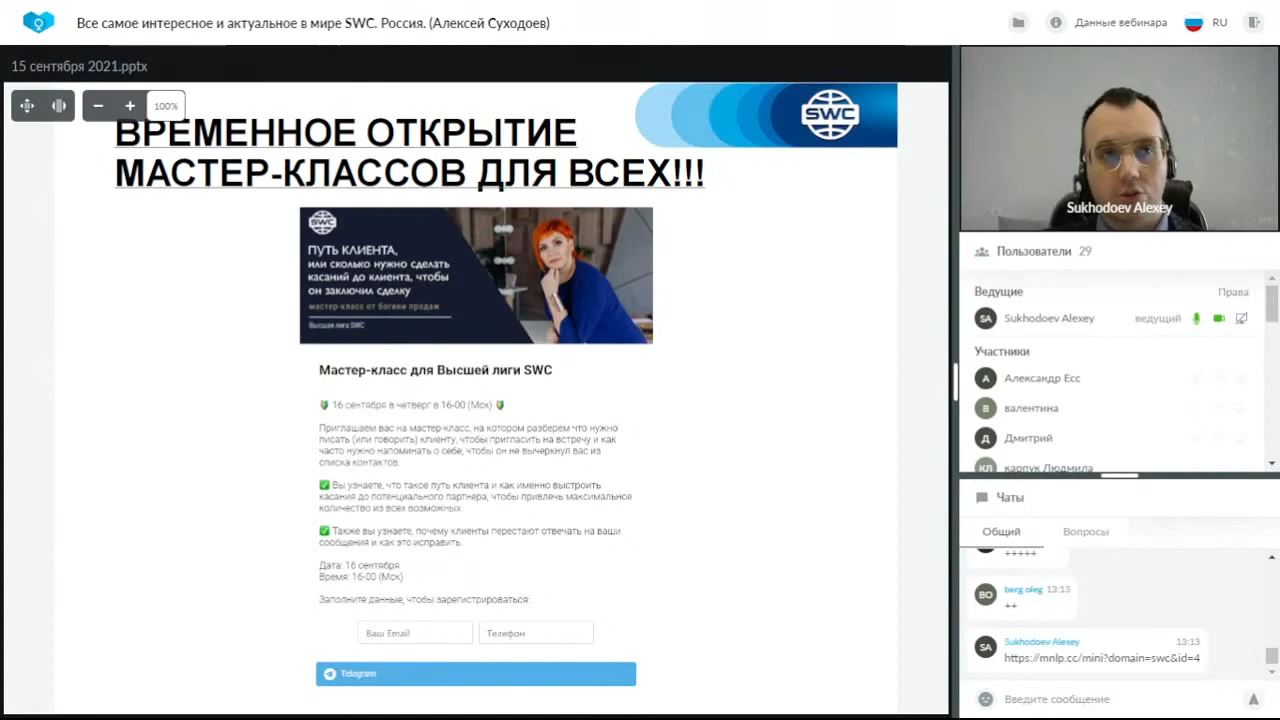 Все самое интересное и актуальное в мире SWC. Россия. (Алексей Суходоев)
Данные вебинара
RU
15 сентября 2021.pptx
100%
ВРЕМЕННОЕ ОТКРЫТИЕ
МАСТЕР-КЛАССОВ ДЛЯ ВСЕХ!!!
SWC
SWC
ПУТЬ КЛИЕНТА,
или сколько нужно сделать
касаний до клиента, чтобы
он заключил сделку
мастер-класс от богини продаж
Высшая лига SWC
Мастер-класс для Высшей лиги SWC
16 сентября в четверг в 16-00 (Мск)
Приглашаем вас на мастер-класс, на котором разберем что нужно
писать (или говорить) клиенту, чтобы пригласить на встречу и как
часто нужно напоминать о себе, чтобы он не вычеркнул вас из
списка контактов.
Вы узнаете, что такое путь клиента и как именно выстроить
касания до потенциального партнера, чтобы привлечь максимальное
количество из всех возможных.
Также вы узнаете, почему клиенты перестают отвечать на ваши
сообщения и как это исправить.
Дата: 16 сентября
Время: 16-00 (Мск)
Заполните данные, чтобы зарегистрироваться:
Ваш Email
Телефон
Telegram
Sukhodoev Alexey
Пользователи 29
Ведущие
Права
SA Sukhodoev Alexey ведущий
Участники
А Александр Есс
В валентина
Д Дмитрий
КЛ карпук Людмила
Чаты
Общий
Вопросы
+++++
BO berg oleg 13:13
++
SA Sukhodoev Alexey 13:13
https://mnlp.cc/mini?domain=swc&id=4
Введите сообщение